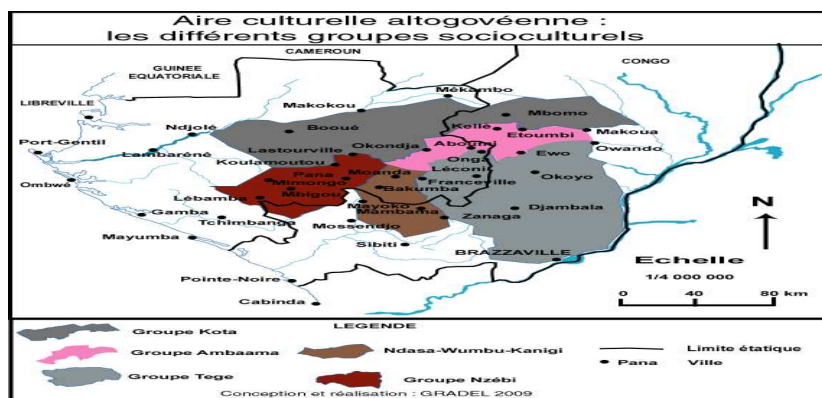 Aire culturelle altogovéenne :
les différents groupes socioculturels
CAMEROUN
GUINEE
EQUATORIALE
CONGO
LIBREVILLE
Mékambo
Makokou
Mbomo
Ndjolé
Booué
Kellé
Etoumbi
Makoua
Port-Gentil
Okondja
Aboumi
Owando
Lambaréné
Lastourville
Onga
Ewo
Koulamoutou
Moanda
Léconi
Okoyo
Ombwé
Pana
Franceville
Mimongo
Bakumba
Mbigou
Lébamba
Mayoko
Djambala
N
Gamba
Mambama
Zanaga
Tchimbanga
Mossendjo
Mayumba
Sibiti
BRAZZAVILLE
Echelle
1/4 000 000
Pointe-Noire
0 40 80 km
Cabinda
LEGENDE
Groupe Kota
Groupe Ambaama
Ndasa-Wumbu-Kanigi
Limite étatique
Pana Ville
Groupe Tege
Groupe Nzébi
Conception et réalisation : GRADEL 2009